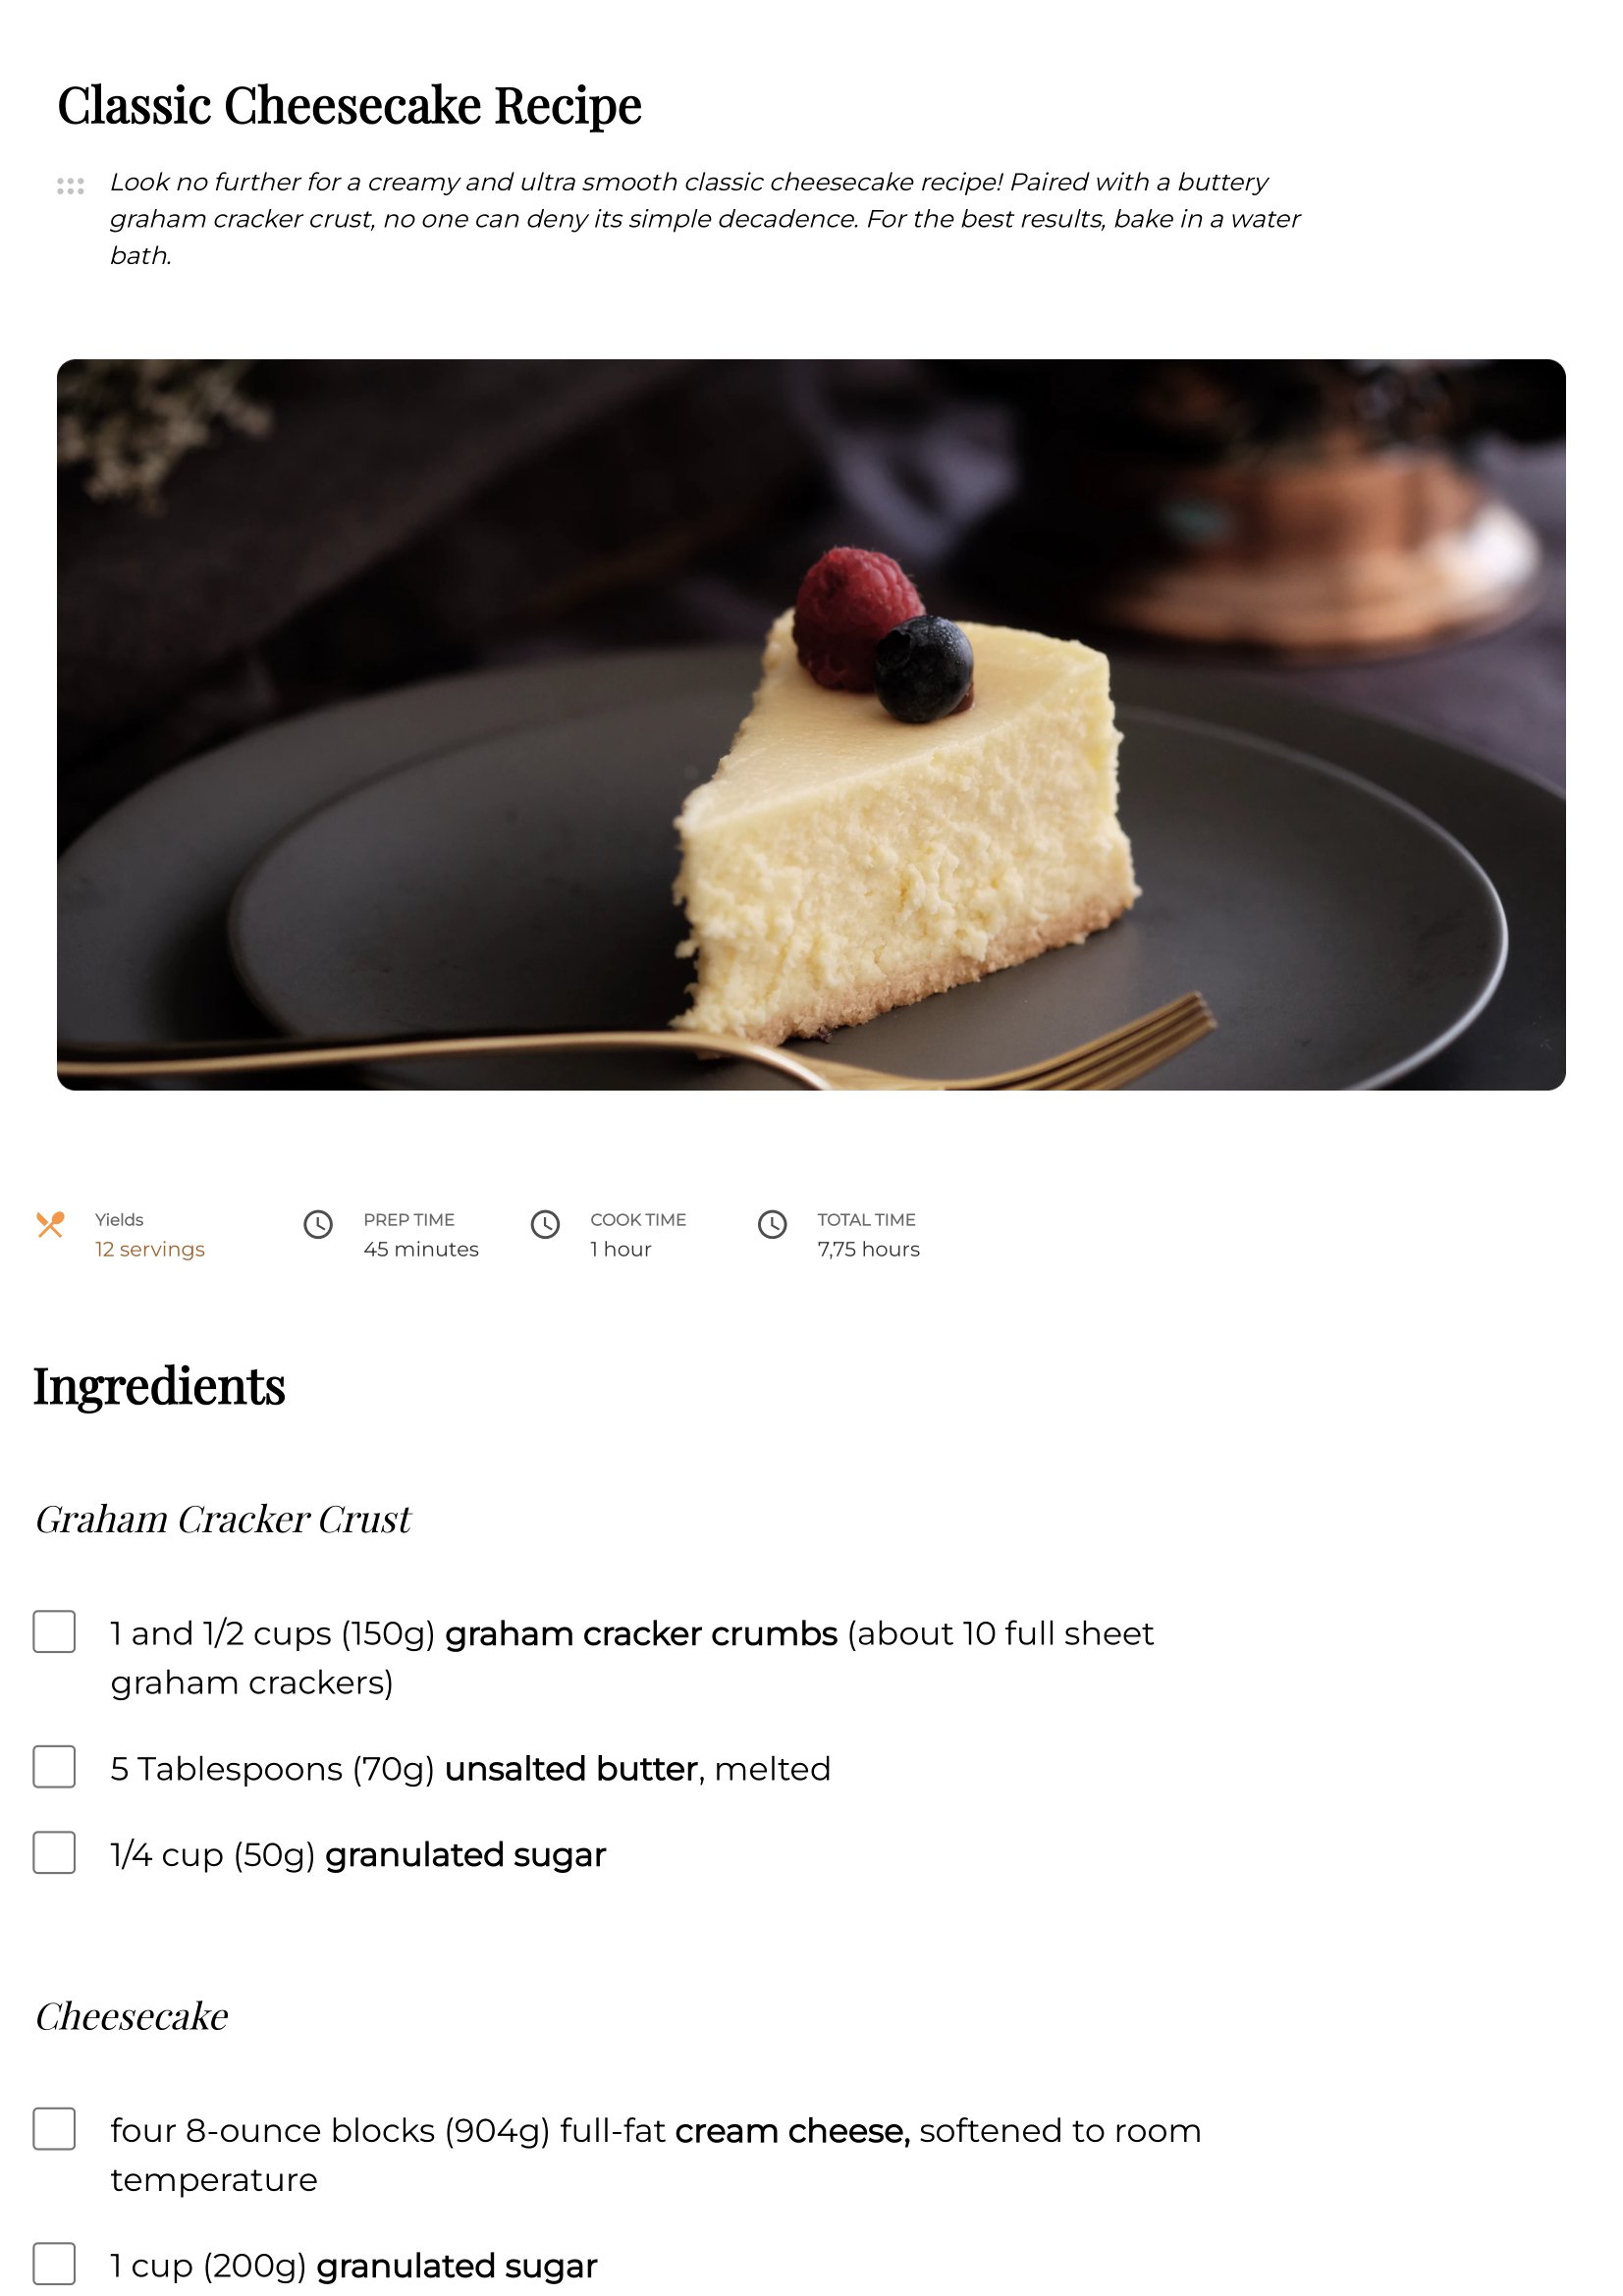 Classic Cheesecake Recipe
Look no further for a creamy and ultra smooth classic cheesecake recipe! Paired with a buttery
graham cracker crust, no one can deny its simple decadence. For the best results, bake in a water
bath.
Yields
12 servings
PREP TIME
45 minutes
COOK TIME
1 hour
TOTAL TIME
7,75 hours
Ingredients
Graham Cracker Crust
1 and 1/2 cups (150g) graham cracker crumbs (about 10 full sheet
graham crackers)
5 Tablespoons (70g) unsalted butter, melted
1/4 cup (50g) granulated sugar
Cheesecake
four 8-ounce blocks (904g) full-fat cream cheese, softened to room
temperature
1 cup (200g) granulated sugar